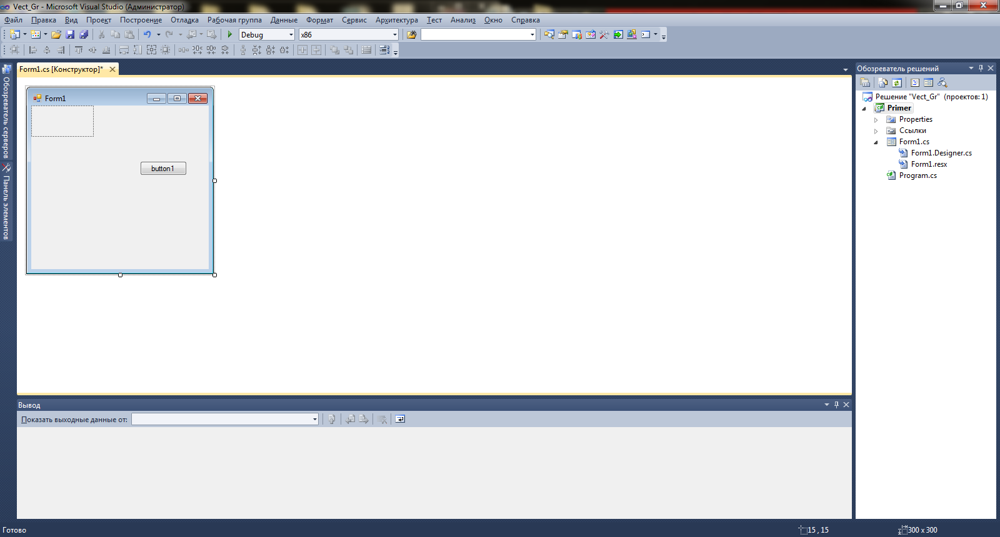 Vect_Gr - Microsoft Visual Studio (Администратор)
Файл Правка Вид Проект Построение Отладка Рабочая группа Данные Формат Сервис Архитектура Тест Анализ Окно Справка
Debug x86
Form1.cs [Конструктор]*
Обозреватель серверов
Панель элементов
Form1
button1
Обозреватель решений
Решение "Vect_Gr" (проектов: 1)
Primer
Properties
Ссылки
Form1.cs
Form1.Designer.cs
Form1.resx
Program.cs
Вывод
Показать выходные данные от:
Готово
15 , 15
300 x 300